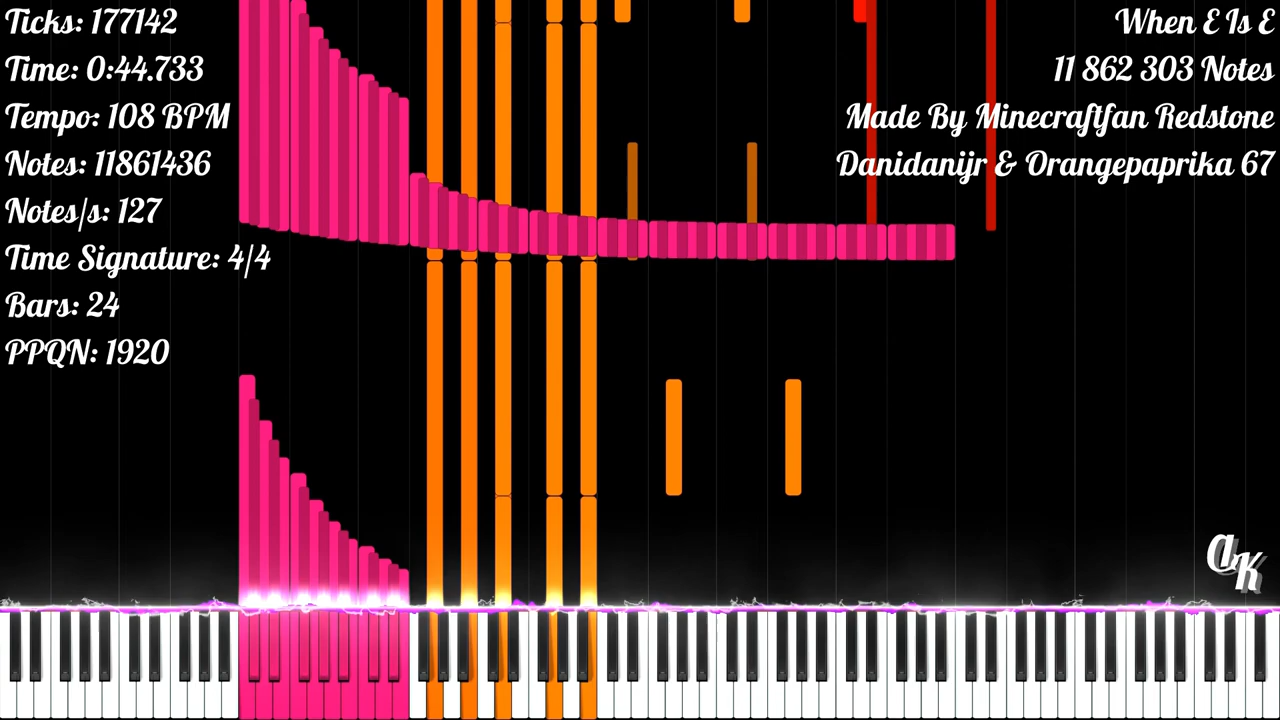 Ticks: 177142
Time: 0:44.733
Tempo: 108 BPM
Notes: 11861436
Notes/s: 127
Time Signature: 4/4
Bars: 24
PPQN: 1920
When E Is E
11 862 303 Notes
Made By Minecraftfan Redstone
Danidanijr & Orangepaprika 67
aK